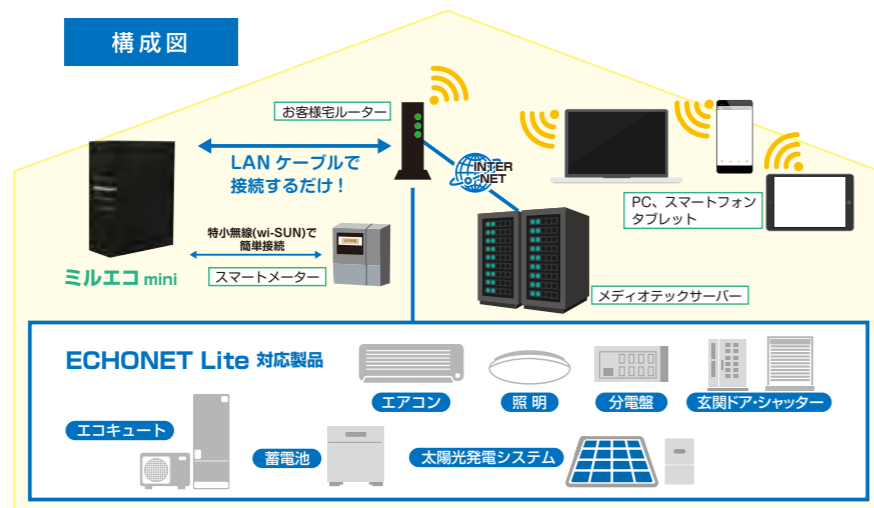 構成図
お客様宅ルーター
LAN ケーブルで
接続するだけ！
INTER
NET
PC、スマートフォン
タブレット
特小無線(wi-SUN)で
簡単接続
ミルエコ mini
スマートメーター
メディオテックサーバー
ECHONET Lite 対応製品
エアコン
照 明
分電盤
玄関ドア・シャッター
エコキュート
蓄電池
太陽光発電システム